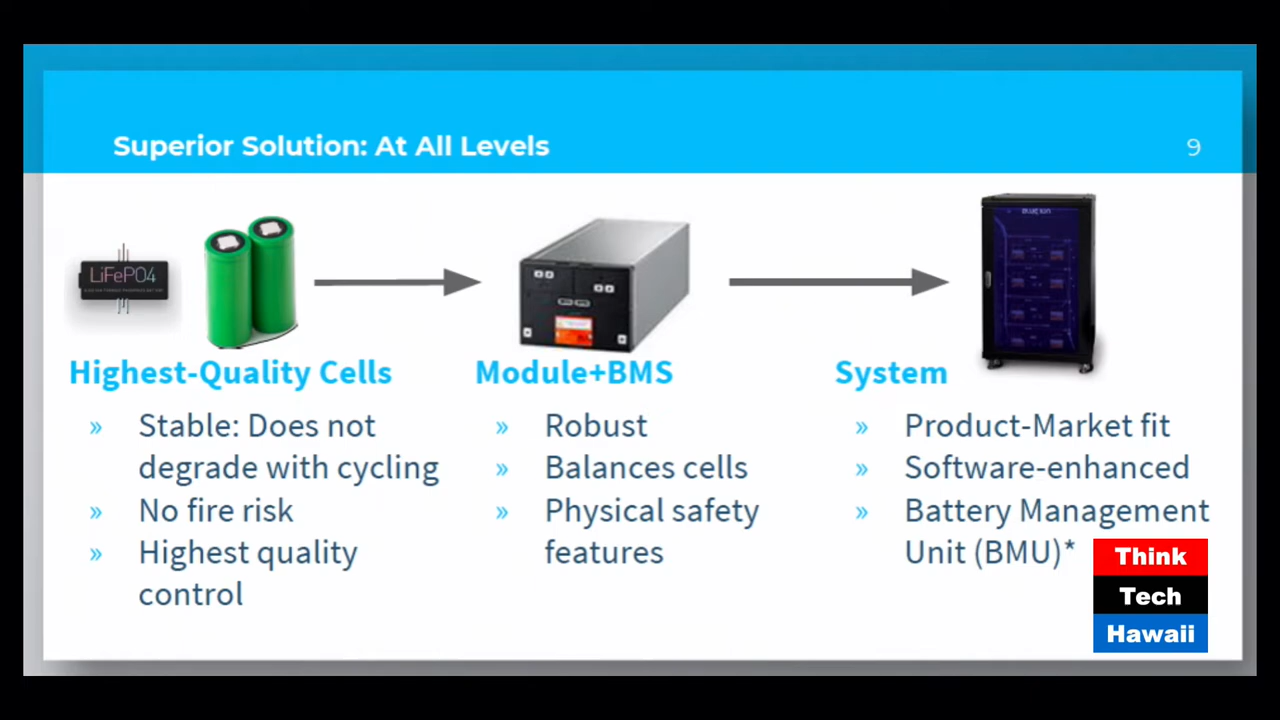 Superior Solution: At All Levels
9
LiFePO4
BLUE ION
Highest-Quality Cells
» Stable: Does not
degrade with cycling
» No fire risk
» Highest quality
control
Module+BMS
» Robust
» Balances cells
» Physical safety
features
System
» Product-Market fit
» Software-enhanced
» Battery Management
Unit (BMU)*
Think
Tech
Hawaii